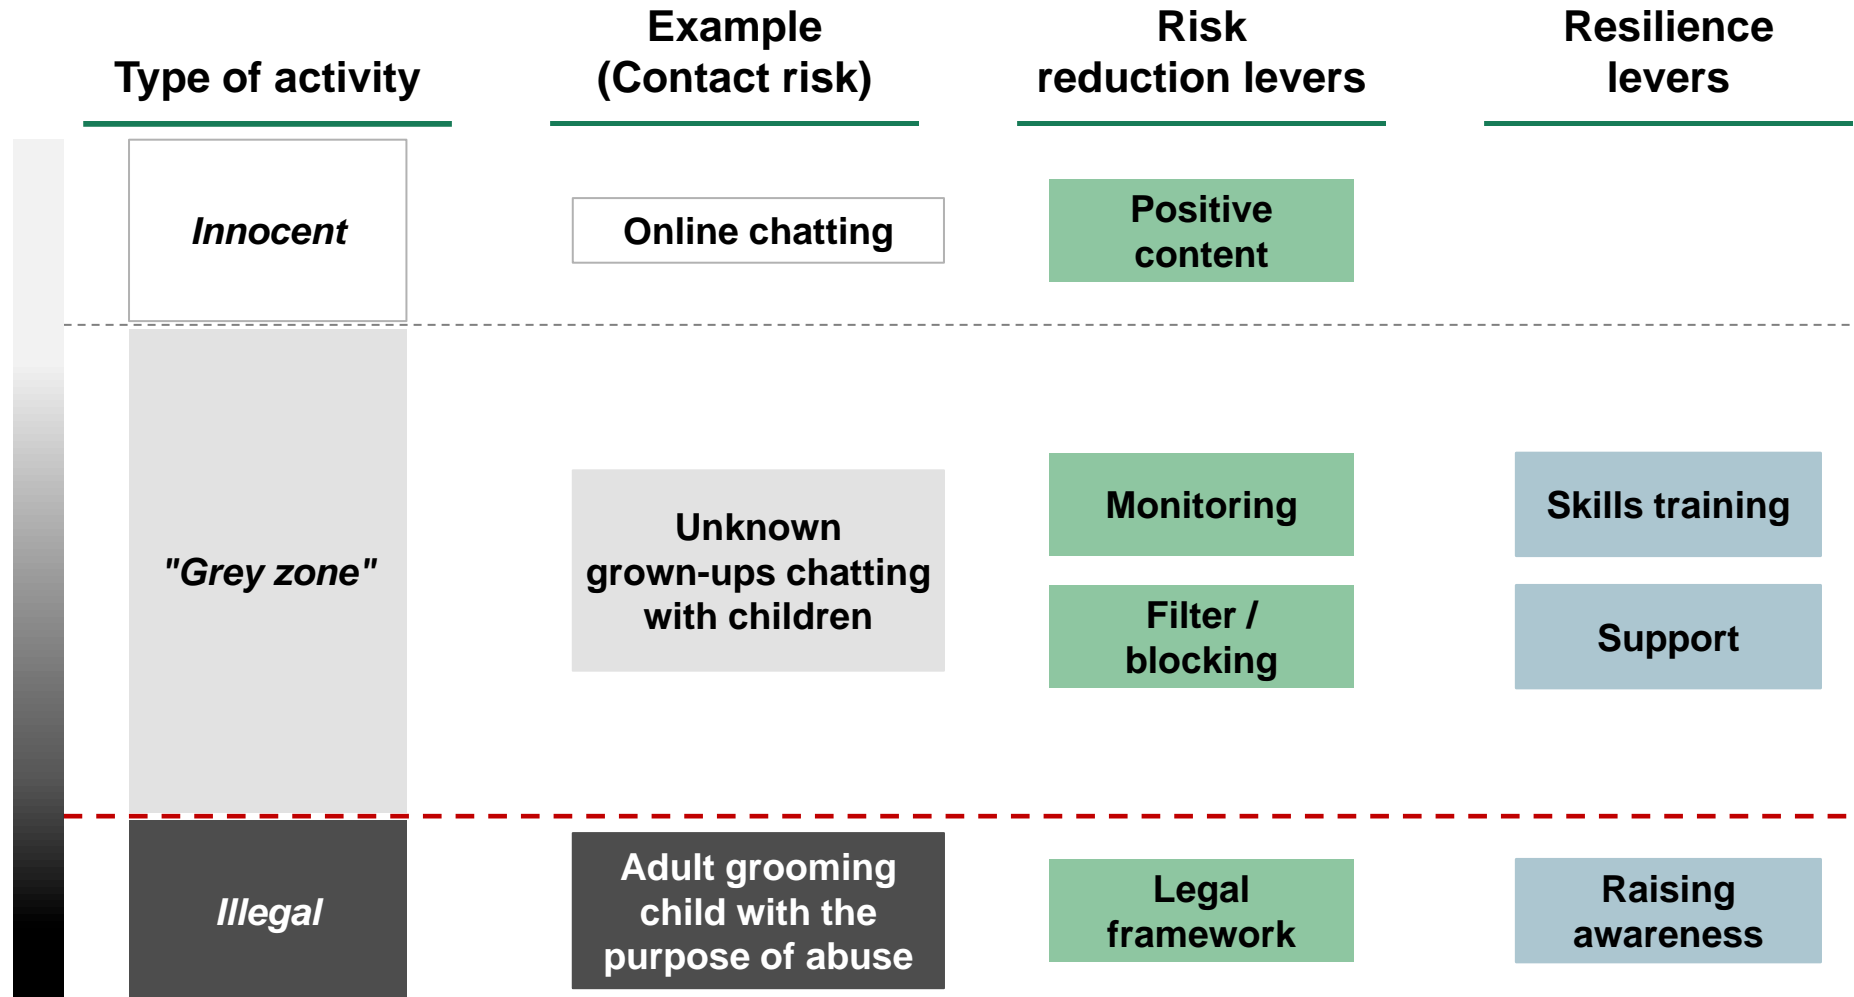 Type of activity
Example
(Contact risk)
Risk
reduction levers
Resilience
levers
Innocent
Online chatting
Positive
content
"Grey zone"
Unknown
grown-ups chatting
with children
Monitoring
Filter /
blocking
Skills training
Support
Illegal
Adult grooming
child with the
purpose of abuse
Legal
framework
Raising
awareness